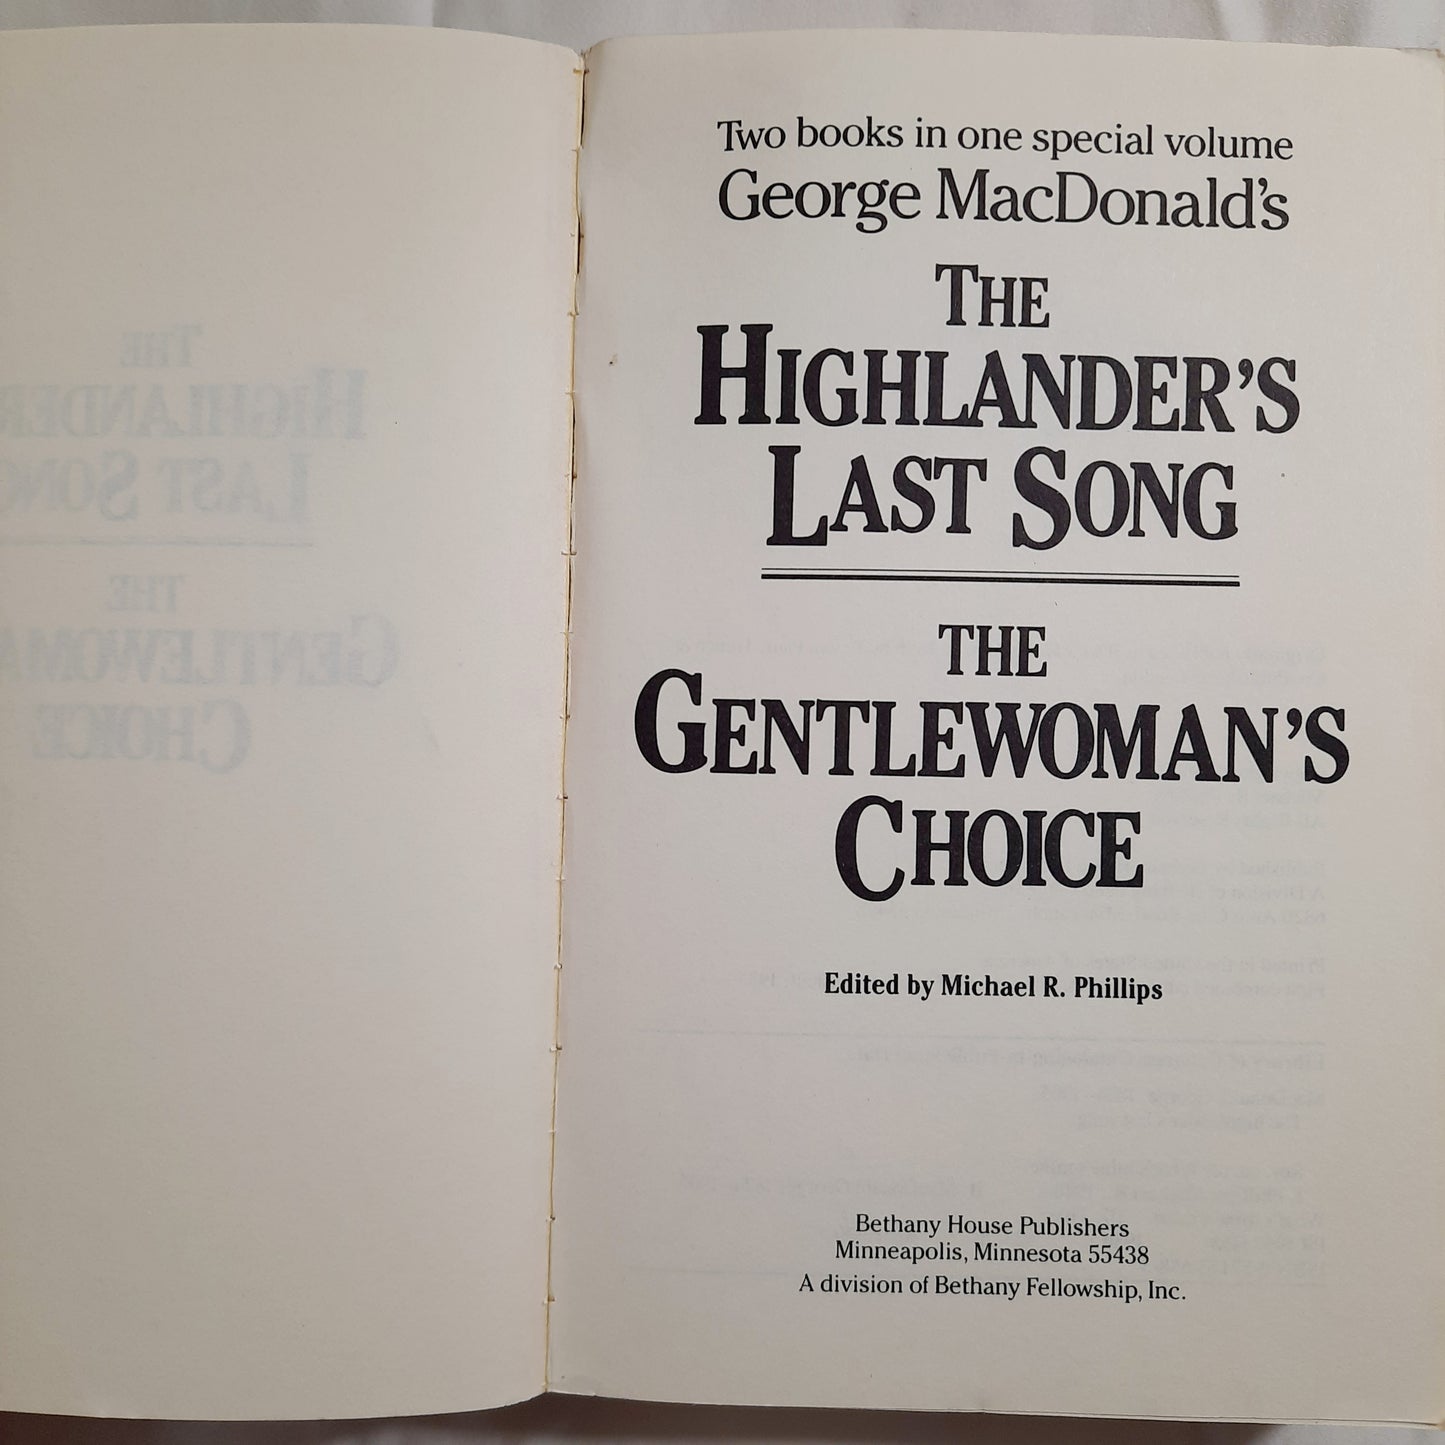 Two books in one special volume
George MacDonald's
THE
HIGHLANDER'S
LAST SONG
THE
GENTLEWOMAN'S
CHOICE
Edited by Michael R. Phillips
Bethany House Publishers
Minneapolis, Minnesota 55438
A division of Bethany Fellowship, Inc.